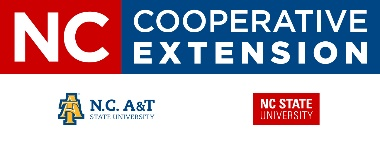 NC COOPERATIVE
EXTENSION
N.C. A&T
STATE UNIVERSITY
NC STATE
UNIVERSITY